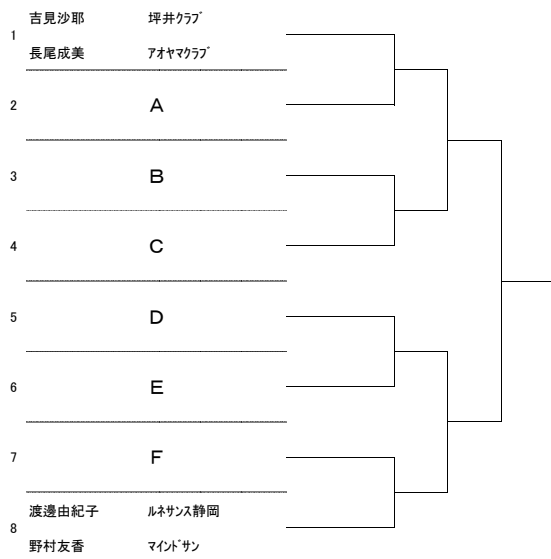 吉見沙耶 坪井ｸﾗﾌﾞ
1
長尾成美 ｱｵﾔﾏｸﾗﾌﾞ
2 A
3 B
4 C
5 D
6 E
7 F
渡邊由紀子 ﾙﾈｻﾝｽ静岡
8
野村友香 ﾏｲﾝﾄﾞｻﾝ